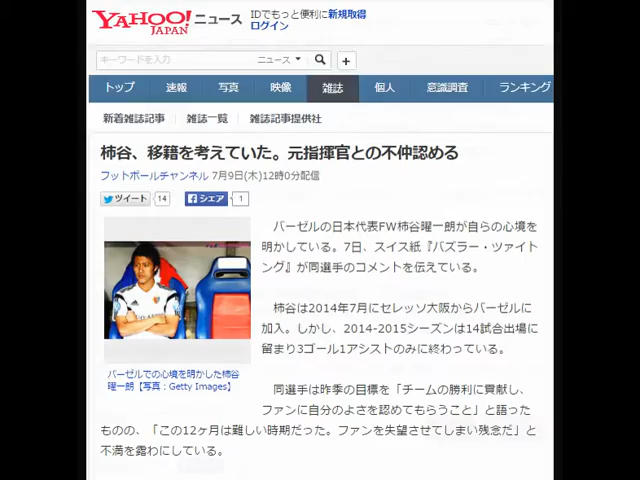 YAHOO! JAPAN ニュース
IDでもっと便利に新規取得
ログイン
キーワードを入力
ニュース
トップ 速報 写真 映像 雑誌 個人 意識調査 ランキング
新着雑誌記事 雑誌一覧 雑誌記事提供社
柿谷、移籍を考えていた。元指揮官との不仲認める
フットボールチャンネル 7月9日(木)12時0分配信
ツイート 14 シェア 1
バーゼルの日本代表FW柿谷曜一朗が自らの心境を
明かしている。7日、スイス紙『バズラー・ツァイト
ング』が同選手のコメントを伝えている。
柿谷は2014年7月にセレッソ大阪からバーゼルに
加入。しかし、2014-2015シーズンは14試合出場に
留まり3ゴール1アシストのみに終わっている。
バーゼルでの心境を明かした柿谷
曜一朗【写真：Getty Images】
同選手は昨季の目標を「チームの勝利に貢献し、
ファンに自分のよさを認めてもらうこと」と語った
ものの、「この12ヶ月は難しい時期だった。ファンを失望させてしまい残念だ」と
不満を露わにしている。